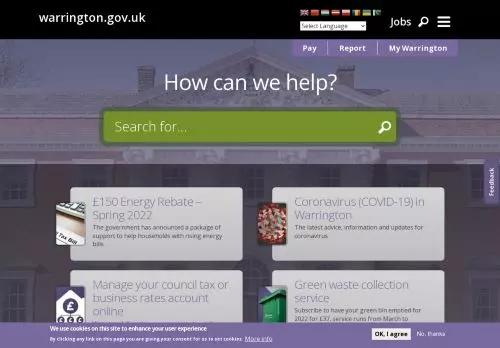 warrington.gov.uk
Select Language
Jobs
Pay
Report
My Warrington
How can we help?
Search for...
Feedback
£150 Energy Rebate –
Spring 2022
The government has announced a package of
support to help households with rising energy
bills.
Tax Bill
Coronavirus (COVID-19) in
Warrington
The latest advice, information and updates for
coronavirus
Manage your council tax or
business rates account
online
Green waste collection
service
Subscribe to have your green bin emptied for
2022 for £37, service runs from March to
We use cookies on this site to enhance your user experience
By clicking any link on this page you are giving your consent for us to set cookies. More info
OK, I agree
No, thanks